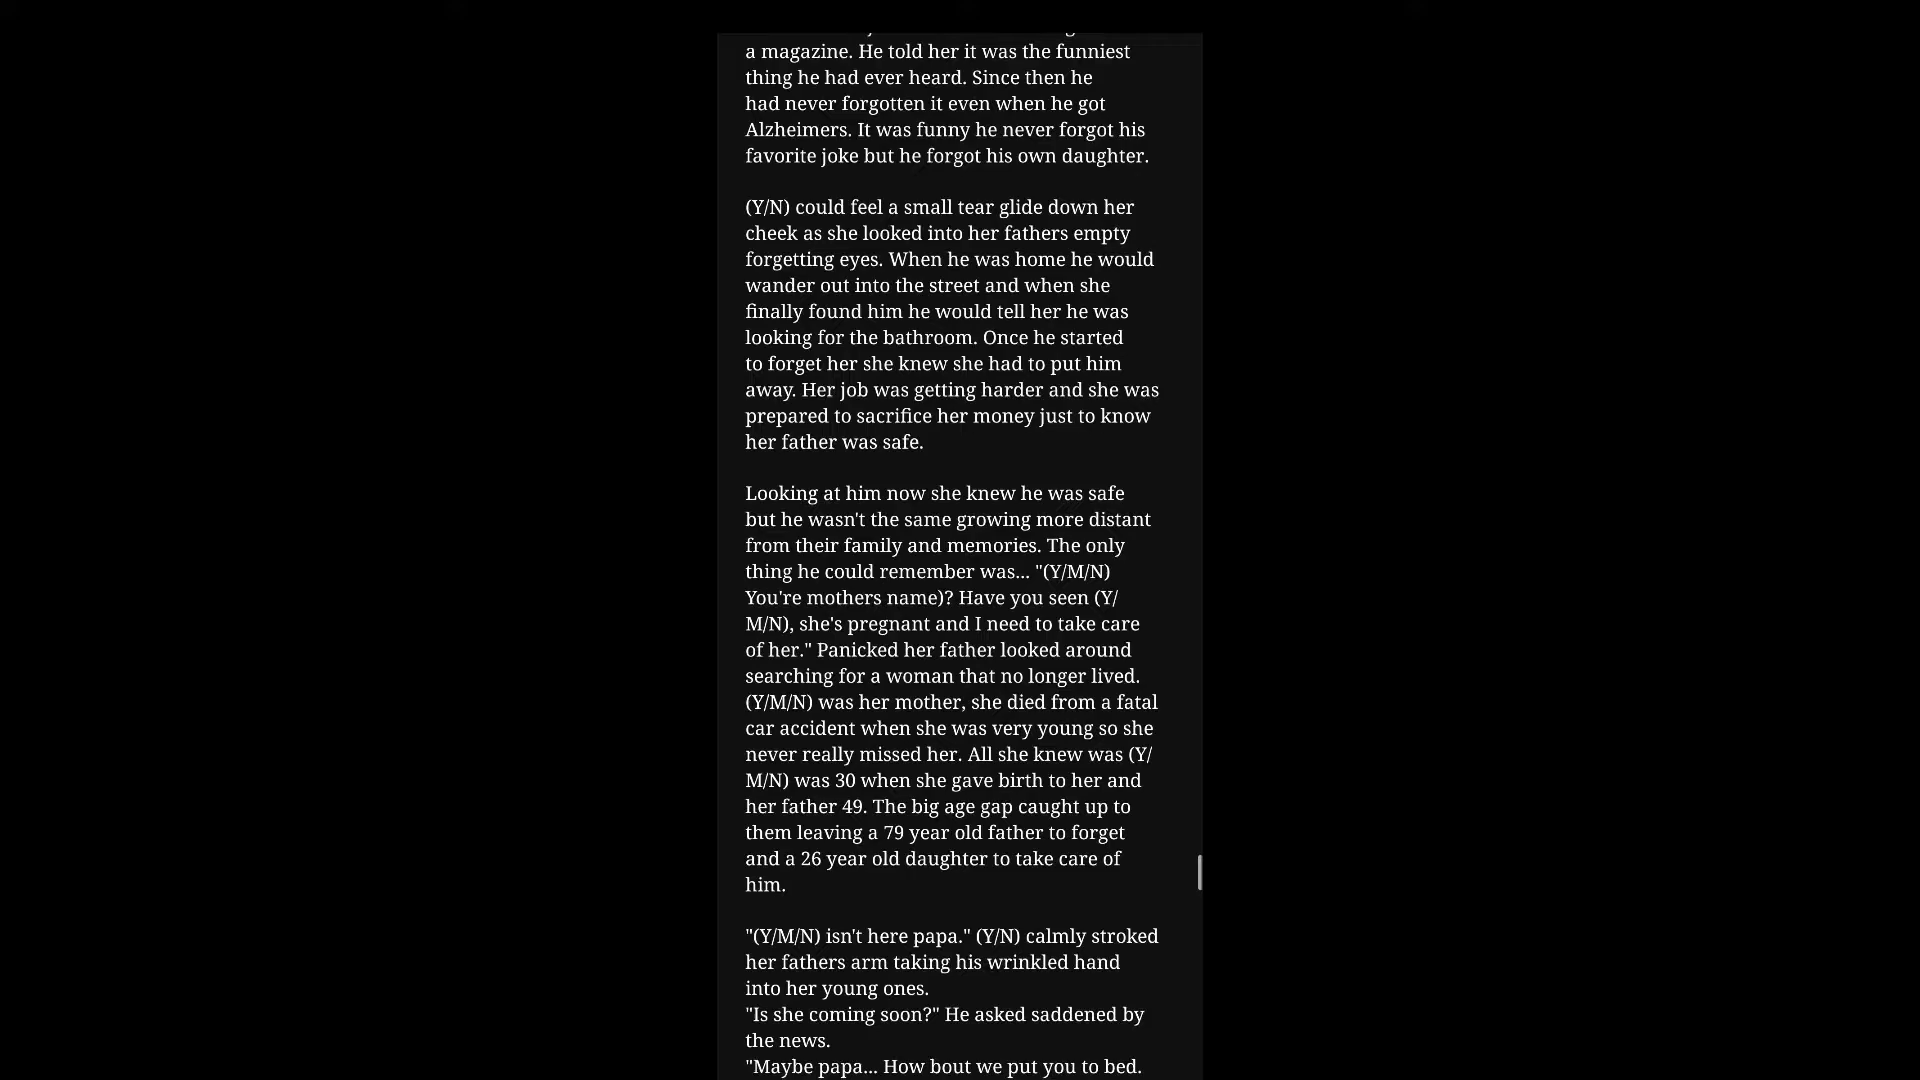 a magazine. He told her it was the funniest
thing he had ever heard. Since then he
had never forgotten it even when he got
Alzheimers. It was funny he never forgot his
favorite joke but he forgot his own daughter.
(Y/N) could feel a small tear glide down her
cheek as she looked into her fathers empty
forgetting eyes. When he was home he would
wander out into the street and when she
finally found him he would tell her he was
looking for the bathroom. Once he started
to forget her she knew she had to put him
away. Her job was getting harder and she was
prepared to sacrifice her money just to know
her father was safe.
Looking at him now she knew he was safe
but he wasn't the same growing more distant
from their family and memories. The only
thing he could remember was... "(Y/M/N)
You're mothers name)? Have you seen (Y/
M/N), she's pregnant and I need to take care
of her." Panicked her father looked around
searching for a woman that no longer lived.
(Y/M/N) was her mother, she died from a fatal
car accident when she was very young so she
never really missed her. All she knew was (Y/
M/N) was 30 when she gave birth to her and
her father 49. The big age gap caught up to
them leaving a 79 year old father to forget
and a 26 year old daughter to take care of
him.
"(Y/M/N) isn't here papa." (Y/N) calmly stroked
her fathers arm taking his wrinkled hand
into her young ones.
"Is she coming soon?" He asked saddened by
the news.
"Maybe papa... How bout we put you to bed.